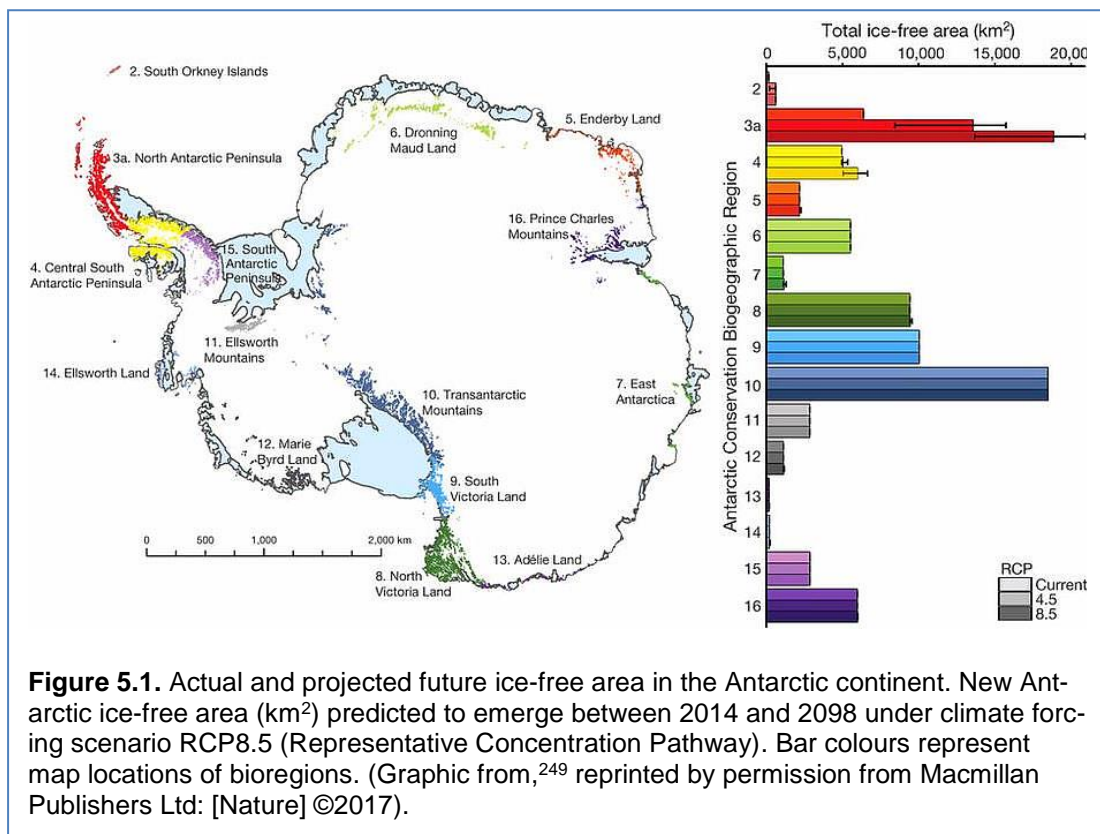 2. South Orkney Islands
3a. North Antarctic Peninsula
6. Dronning
Maud Land
5. Enderby Land
16. Prince Charles
Mountains
15. South
Antarctic
Peninsula
4. Central South
Antarctic Peninsula
11. Ellsworth
Mountains
14. Ellsworth Land
10. Transantarctic
Mountains
7. East
Antarctica
12. Marie
Byrd Land
9. South
Victoria Land
0 500 1,000 2,000 km
13. Adélie Land
8. North
Victoria Land
Total ice-free area (km²)
0 5,000 10,000 15,000 20,00
Antarctic Conservation Biogeographic Region
2
3a
4
5
6
7
8
9
10
11
12
13
14
15
16
RCP
Current
4.5
8.5
Figure 5.1. Actual and projected future ice-free area in the Antarctic continent. New Ant-
arctic ice-free area (km²) predicted to emerge between 2014 and 2098 under climate forc-
ing scenario RCP8.5 (Representative Concentration Pathway). Bar colours represent
map locations of bioregions. (Graphic from,²⁴⁹ reprinted by permission from Macmillan
Publishers Ltd: [Nature] ©2017).